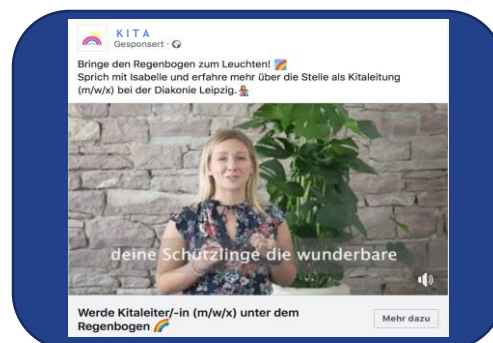 KITA
Gesponsert ·
Bringe den Regenbogen zum Leuchten! 🌈
Sprich mit Isabelle und erfahre mehr über die Stelle als Kitaleitung
(m/w/x) bei der Diakonie Leipzig.
deine Schützlinge die wunderbare
Werde Kitaleiter/-in (m/w/x) unter dem
Regenbogen 🌈
Mehr dazu